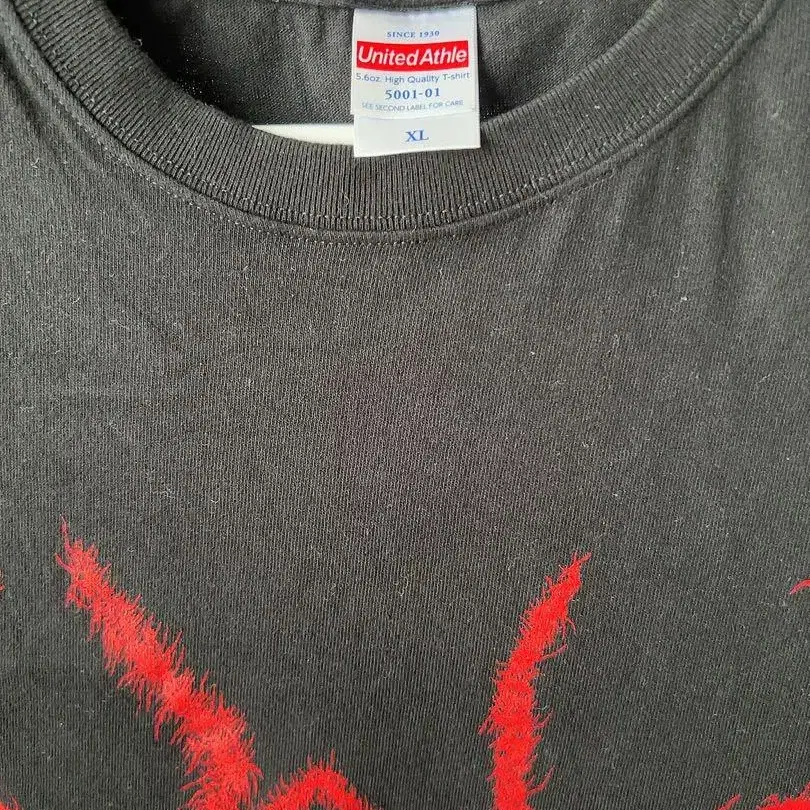 SINCE 1930
United Athle
5.6oz. High Quality T-shirt
5001-01
SEE SECOND LABEL FOR CARE
XL